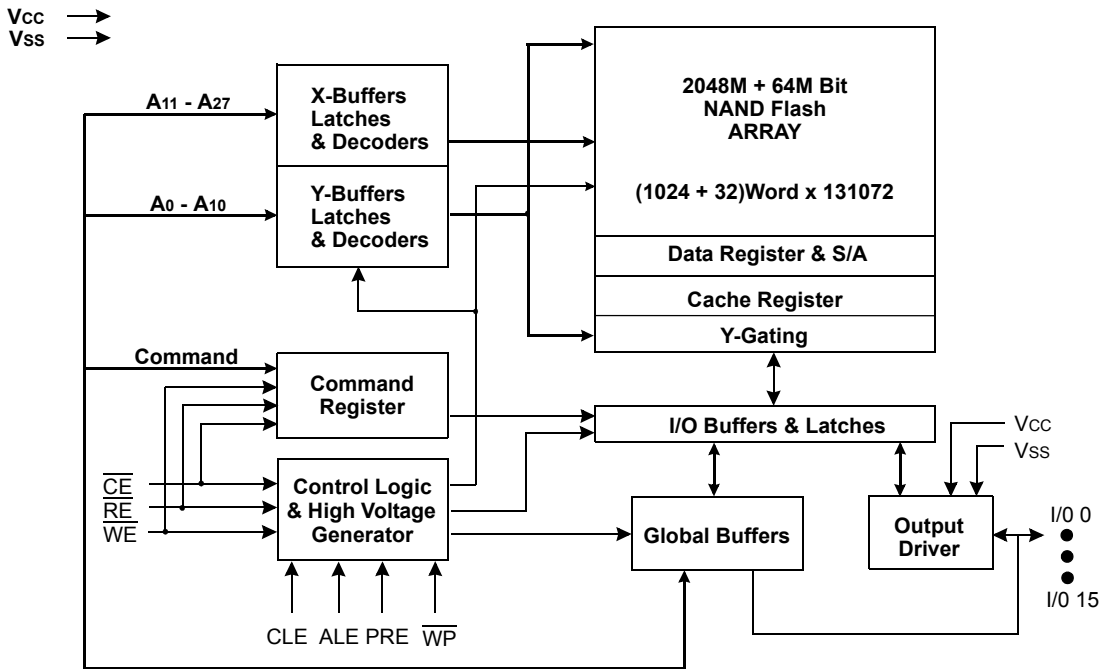 VCC
VSS
A11 - A27
X-Buffers
Latches
& Decoders
A0 - A10
Y-Buffers
Latches
& Decoders
2048M + 64M Bit
NAND Flash
ARRAY
(1024 + 32)Word x 131072
Data Register & S/A
Cache Register
Y-Gating
Command
Command
Register
I/O Buffers & Latches
VCC
VSS
CE
RE
WE
Control Logic
& High Voltage
Generator
Global Buffers
Output
Driver
I/0 0
I/0 15
CLE ALE PRE WP